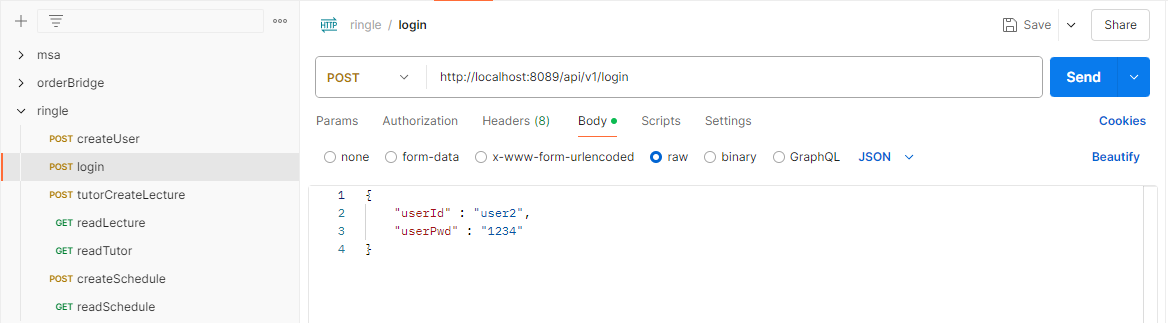 HTTP ringle / login Save Share
msa
orderBridge
ringle
POST createUser
POST login
POST tutorCreateLecture
GET readLecture
GET readTutor
POST createSchedule
GET readSchedule
POST http://localhost:8089/api/v1/login Send
Params Authorization Headers (8) Body Scripts Settings Cookies
none form-data x-www-form-urlencoded raw binary GraphQL JSON Beautify
1 {
2 "userId" : "user2",
3 "userPwd" : "1234"
4 }